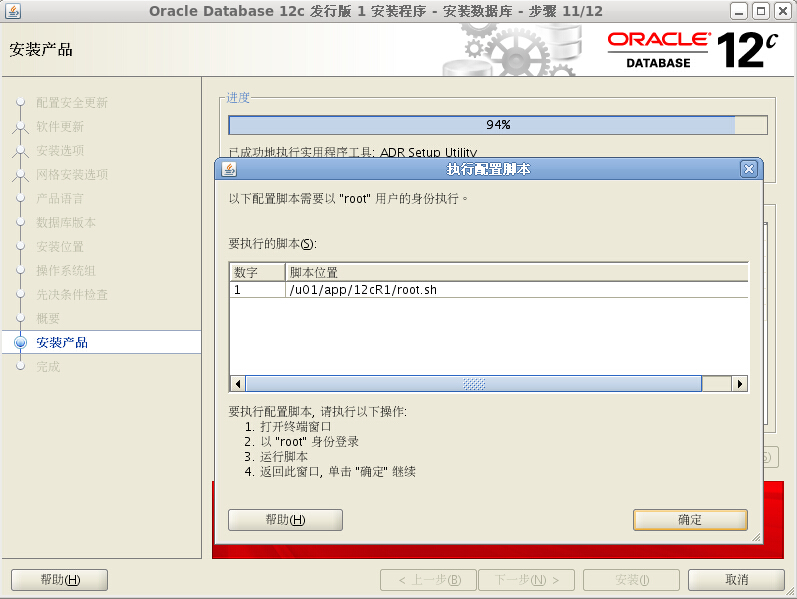 Oracle Database 12c 发行版 1 安装程序 - 安装数据库 - 步骤 11/12
安装产品
ORACLE
DATABASE
12c
配置安全更新
软件更新
安装选项
网格安装选项
产品语言
数据库版本
安装位置
操作系统组
先决条件检查
概要
安装产品
完成
进度
94%
已成功地执行实用程序工具: ADR Setup Utility
执行配置脚本
以下配置脚本需要以 "root" 用户的身份执行。
要执行的脚本(S):
数字 脚本位置
1 /u01/app/12cR1/root.sh
要执行配置脚本, 请执行以下操作:
1. 打开终端窗口
2. 以 "root" 身份登录
3. 运行脚本
4. 返回此窗口, 单击 "确定" 继续
帮助(H) 确定
帮助(H) < 上一步(B) 下一步(N) > 安装(I) 取消